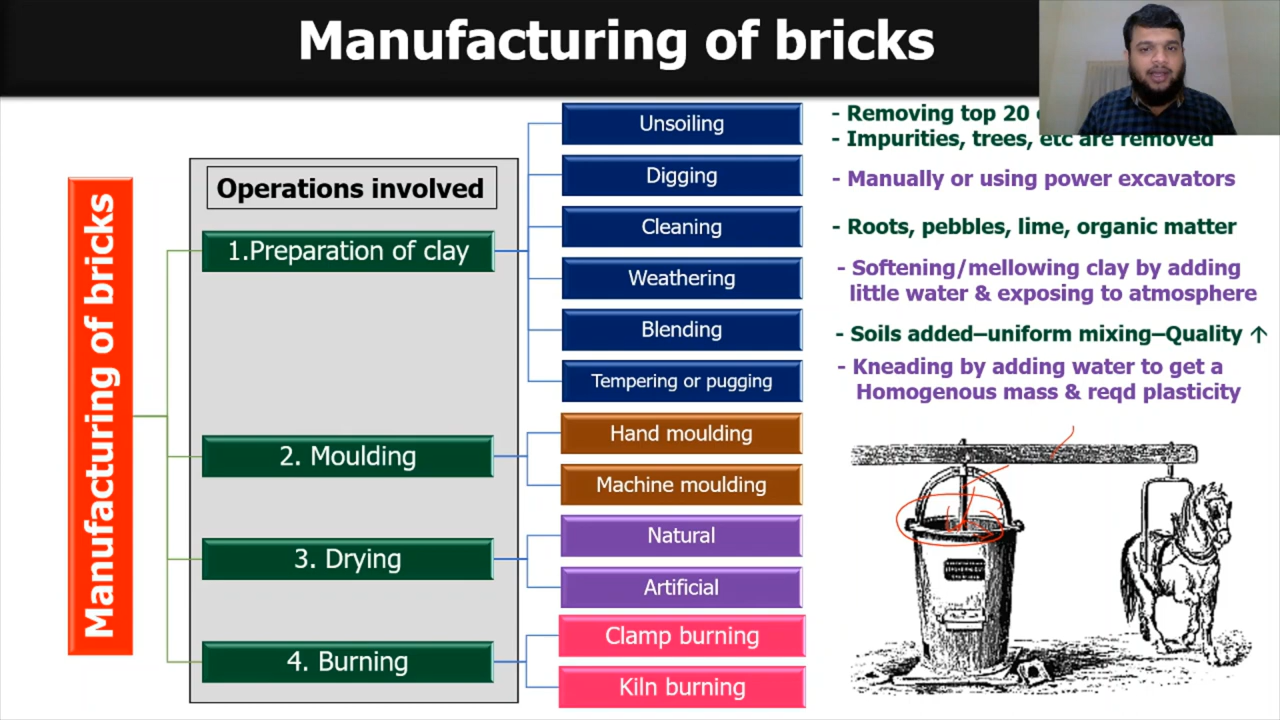 Manufacturing of bricks
Manufacturing of bricks
Operations involved
1.Preparation of clay
2. Moulding
3. Drying
4. Burning
Unsoiling
Digging
Cleaning
Weathering
Blending
Tempering or pugging
Hand moulding
Machine moulding
Natural
Artificial
Clamp burning
Kiln burning
- Removing top 20
- Impurities, trees, etc are removed
- Manually or using power excavators
- Roots, pebbles, lime, organic matter
- Softening/mellowing clay by adding
little water & exposing to atmosphere
- Soils added–uniform mixing–Quality ↑
- Kneading by adding water to get a
Homogenous mass & reqd plasticity